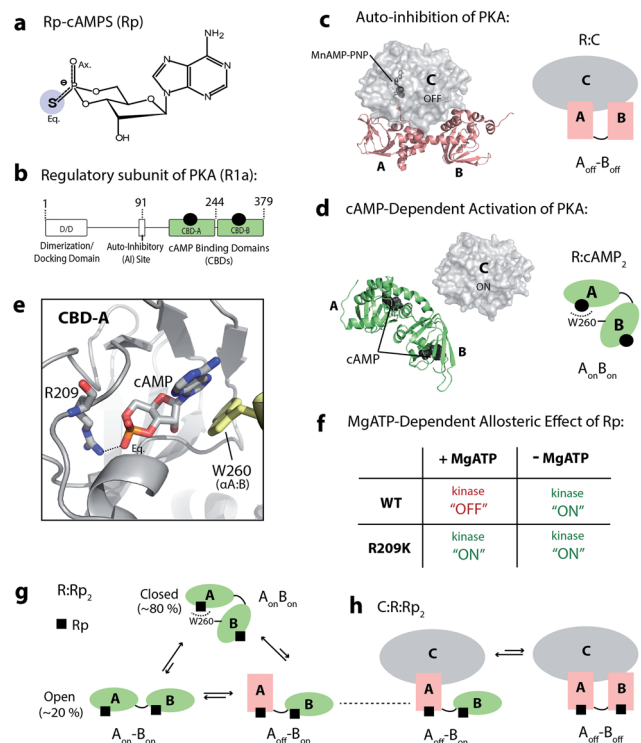 a
Rp-cAMPS (Rp)
NH2
N
N
N
N
O Ax.
⊖
P
O
S
Eq.
O
O
OH
b
Regulatory subunit of PKA (R1a):
1 91 244 379
D/D CBD-A CBD-B
Dimerization/ Docking Domain
Auto-Inhibitory (AI) Site
cAMP Binding Domains (CBDs)
c
Auto-inhibition of PKA:
MnAMP-PNP
C
OFF
A B
R:C
C
A B
Aoff-Boff
d
cAMP-Dependent Activation of PKA:
C
ON
A
B
cAMP
R:cAMP2
A
W260
B
AonBon
e
CBD-A
R209
cAMP
Eq.
W260
(αA:B)
f
MgATP-Dependent Allosteric Effect of Rp:
+ MgATP – MgATP
WT
kinase "OFF"
kinase "ON"
R209K
kinase "ON"
kinase "ON"
g
R:Rp2
Rp
Closed (~80 %)
A
W260
B
AonBon
Open (~20 %)
A B
Aon-Bon
A B
Aoff-Bon
h
C:R:Rp2
C
A B
Aoff-Bon
C
A B
Aoff-Boff